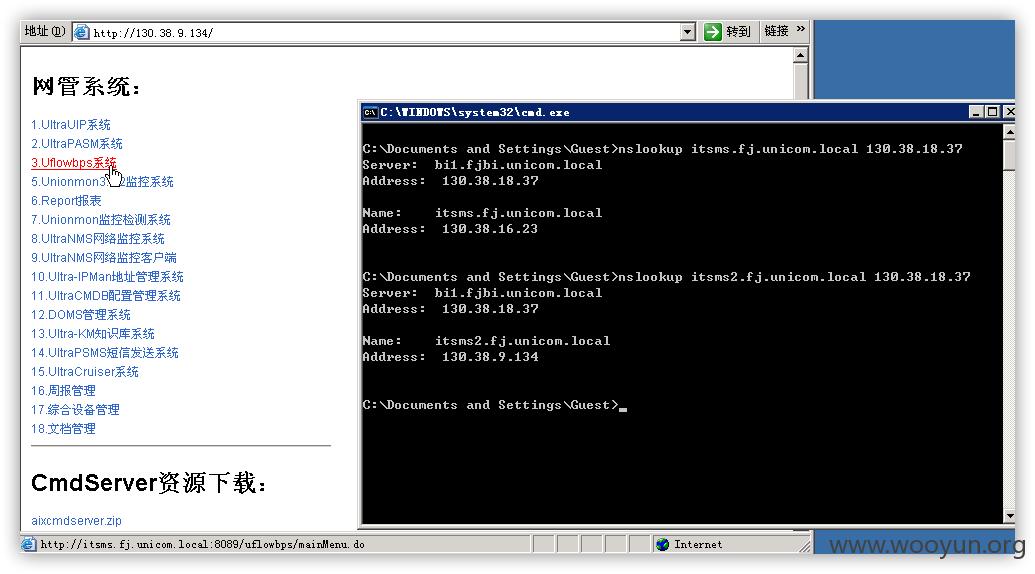 地址(D) http://130.38.9.134/ 转到 链接 »
网管系统：
1.UltraUIP系统
2.UltraPASM系统
3.Uflowbps系统
5.Unionmon3 2监控系统
6.Report报表
7.Unionmon监控检测系统
8.UltraNMS网络监控系统
9.UltraNMS网络监控客户端
10.Ultra-IPMan地址管理系统
11.UltraCMDB配置管理系统
12.DOMS管理系统
13.Ultra-KM知识库系统
14.UltraPSMS短信发送系统
15.UltraCruiser系统
16.周报管理
17.综合设备管理
18.文档管理
CmdServer资源下载：
aixcmdserver.zip
http://itsms.fj.unicom.local:8089/uflowbps/mainMenu.do
Internet
C:\WINDOWS\system32\cmd.exe
C:\Documents and Settings\Guest>nslookup itsms.fj.unicom.local 130.38.18.37
Server: bi1.fjbi.unicom.local
Address: 130.38.18.37
Name: itsms.fj.unicom.local
Address: 130.38.16.23
C:\Documents and Settings\Guest>nslookup itsms2.fj.unicom.local 130.38.18.37
Server: bi1.fjbi.unicom.local
Address: 130.38.18.37
Name: itsms2.fj.unicom.local
Address: 130.38.9.134
C:\Documents and Settings\Guest>
www.wooyun.org